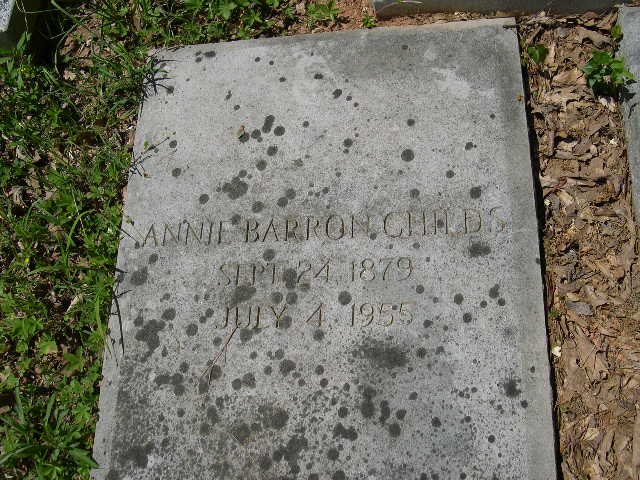 ANNIE BARRON CHILDS
SEPT. 24, 1879
JULY 4, 1955